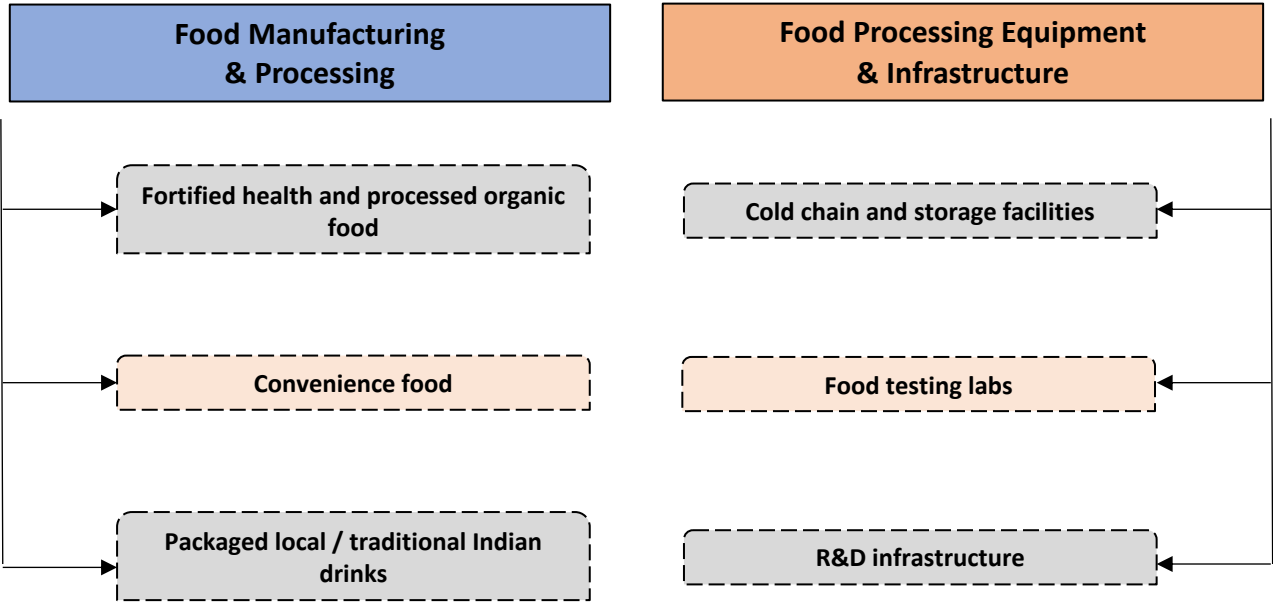 Food Manufacturing
& Processing
Fortified health and processed organic
food
Convenience food
Packaged local / traditional Indian
drinks
Food Processing Equipment
& Infrastructure
Cold chain and storage facilities
Food testing labs
R&D infrastructure